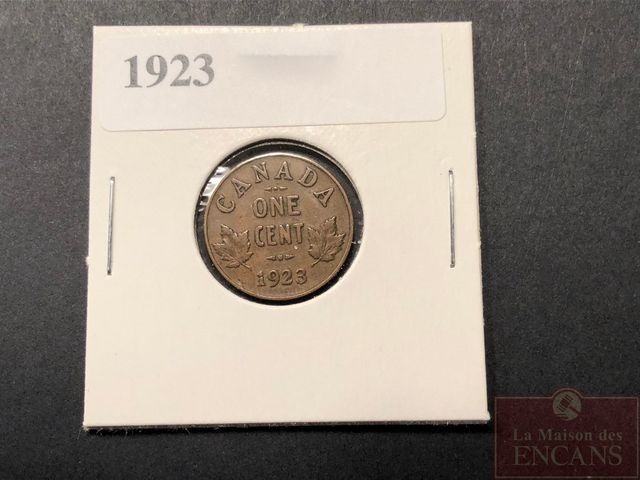 1923
CANADA
ONE
CENT
1923
La Maison des
ENCANS